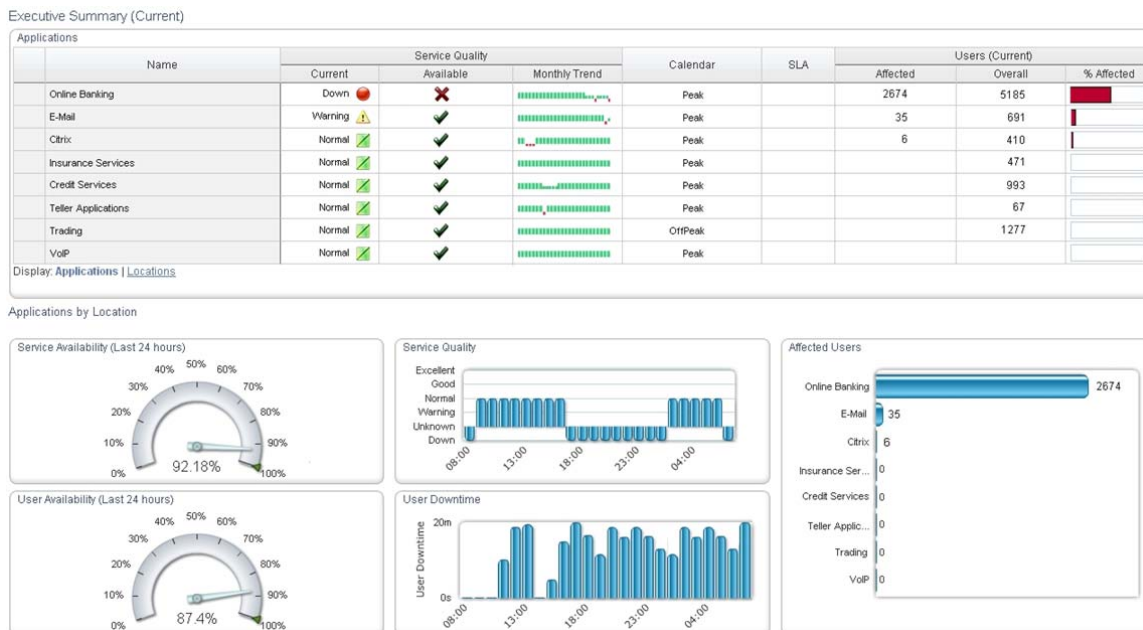 Executive Summary (Current)
Applications
Name Service Quality Calendar SLA Users (Current)
Current Available Monthly Trend Affected Overall % Affected
Online Banking Down Peak 2674 5185
E-Mail Warning Peak 35 691
Citrix Normal Peak 6 410
Insurance Services Normal Peak 471
Credit Services Normal Peak 993
Teller Applications Normal Peak 67
Trading Normal OffPeak 1277
VoIP Normal Peak
Display: Applications | Locations
Applications by Location
Service Availability (Last 24 hours)
0% 10% 20% 30% 40% 50% 60% 70% 80% 90% 100%
92.18%
Service Quality
Excellent
Good
Normal
Warning
Unknown
Down
08:00 13:00 18:00 23:00 04:00
Affected Users
Online Banking 2674
E-Mail 35
Citrix 6
Insurance Ser... 0
Credit Services 0
Teller Applic... 0
Trading 0
VoIP 0
User Availability (Last 24 hours)
0% 10% 20% 30% 40% 50% 60% 70% 80% 90% 100%
87.4%
User Downtime
User Downtime
20m
0s
08:00 13:00 18:00 23:00 04:00